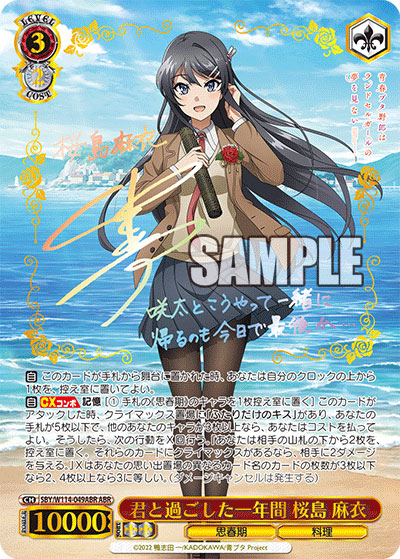 LEVEL
3
2
COST
青春ブタ野郎は
ランドセルガールの
夢を見ない
桜島麻衣
SAMPLE
咲太とこうやって一緒に
帰るのも今日で最後か…
自 このカードが手札から舞台に置かれた時、あなたは自分のクロックの上から
1枚を、控え室に置いてよい。
自 CXコンボ 記憶 [① 手札の《思春期》のキャラを1枚控え室に置く] このカードが
アタックした時、クライマックス置場に「ふたりだけのキス」があり、あなたの
手札が5枚以下で、他のあなたのキャラが3枚以上なら、あなたはコストを払って
よい。そうしたら、次の行動をX回行う。『あなたは相手の山札の下から2枚を、
控え室に置く。それらのカードにクライマックスがあるなら、相手に2ダメージ
を与える。』Xはあなたの思い出置場の異なるカード名のカードの枚数が3枚以下
なら2、4枚以上なら3に等しい。(ダメージキャンセルは発生する)
CH SBY/W114-049ABR ABR
君と過ごした一年間 桜島 麻衣
10000
思春期
料理
©2022 鴨志田 一/KADOKAWA/青ブタ Project